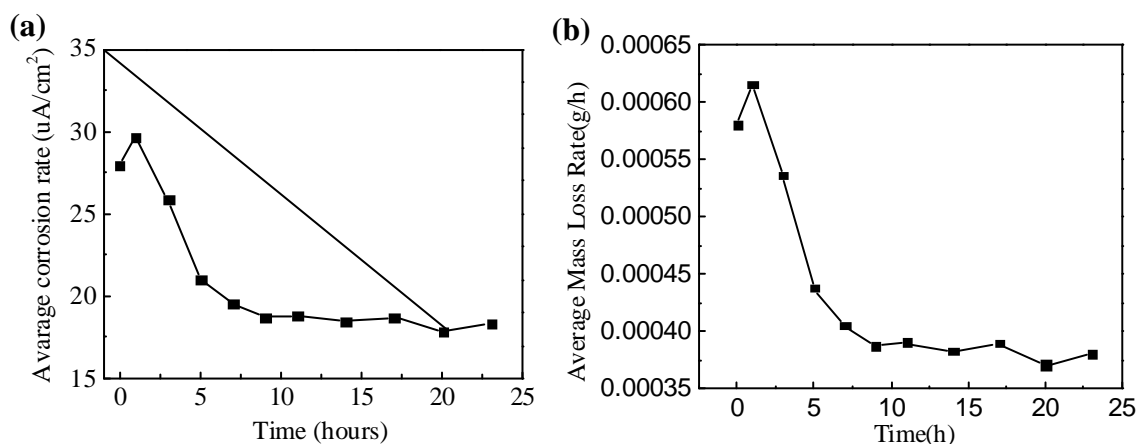 (a)
35
30
25
20
15
0 5 10 15 20 25
Time (hours)
Avarage corrosion rate (uA/cm²)
(b)
0.00065
0.00060
0.00055
0.00050
0.00045
0.00040
0.00035
0 5 10 15 20 25
Time(h)
Average Mass Loss Rate(g/h)